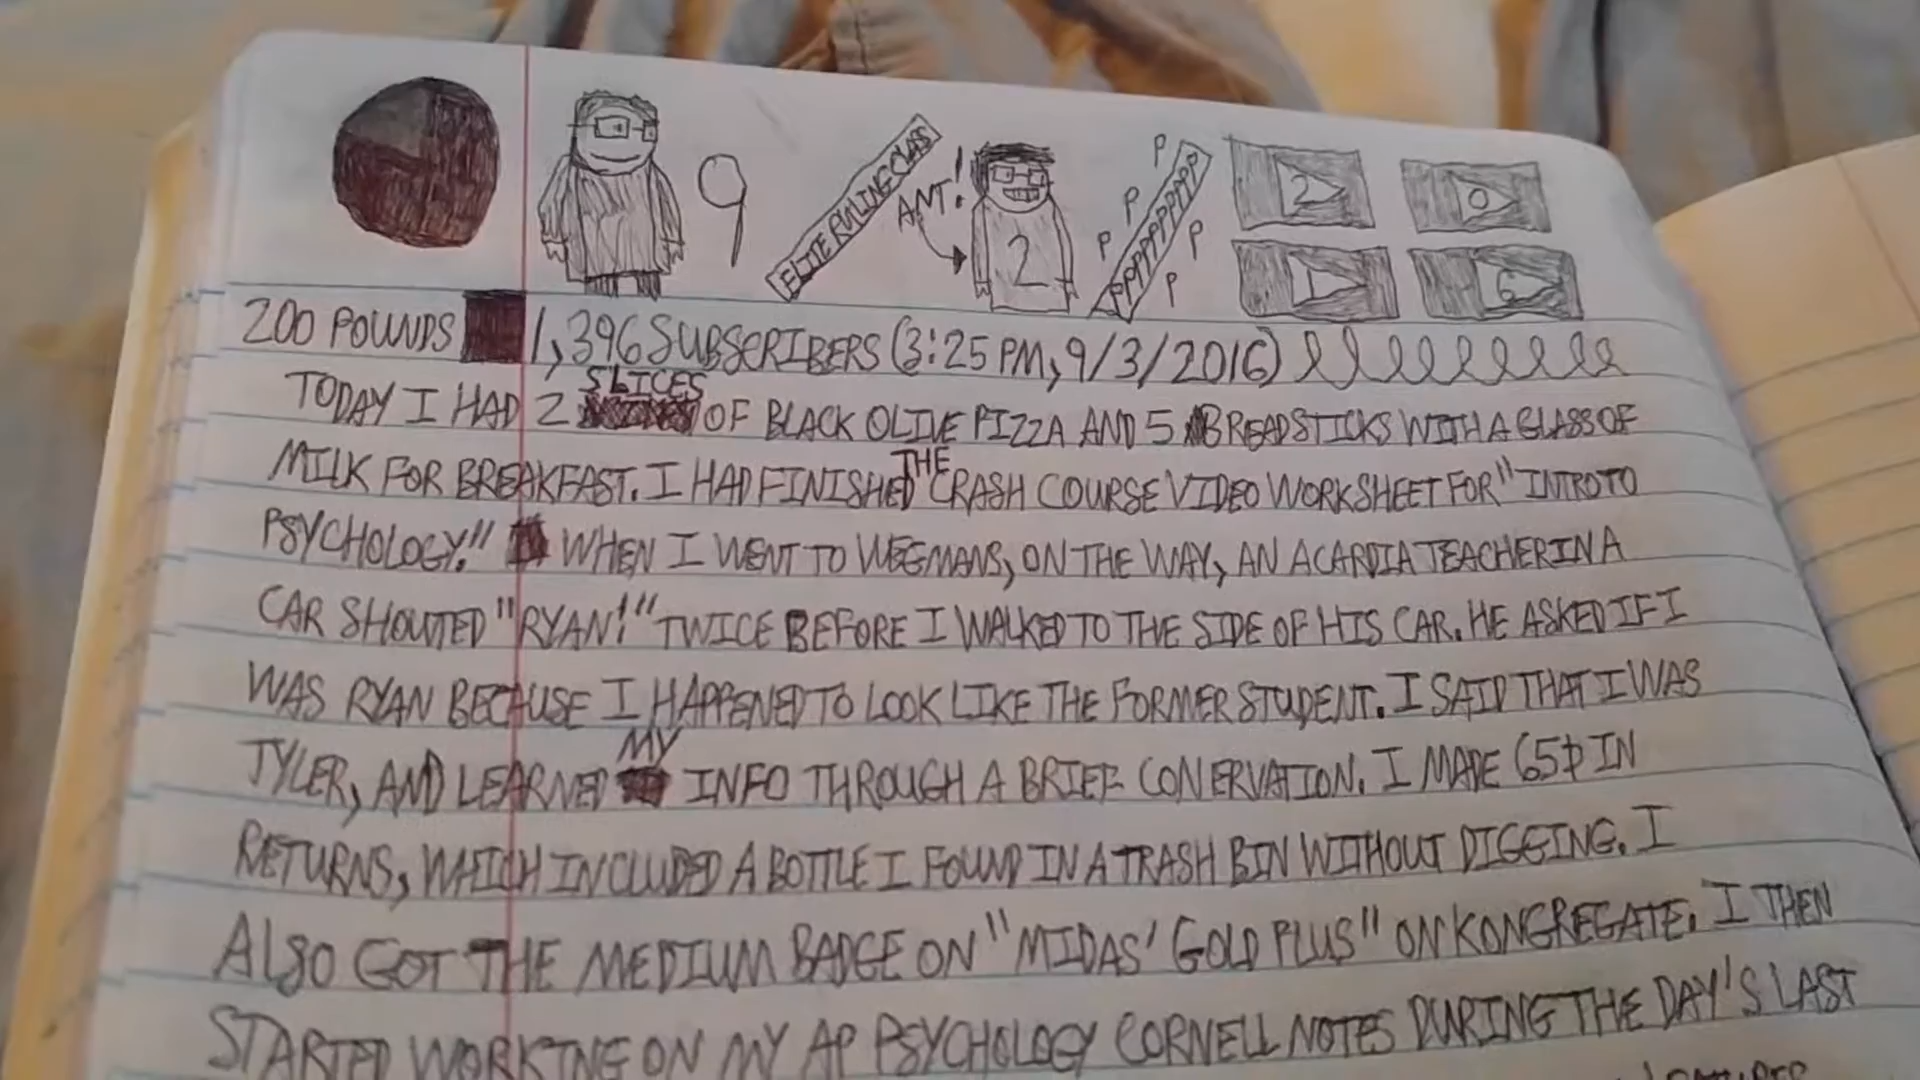 9 ELITE RULING CLASS ANT! 2 P P P P P P PPPPPPPPPPP 2 0 1 6
200 POUNDS 1,396 SUBSCRIBERS (3:25 PM, 9/3/2016)
TODAY I HAD 2 SLICES OF BLACK OLIVE PIZZA AND 5 BREADSTICKS WITH A GLASS OF
MILK FOR BREAKFAST. I HAD FINISHED THE CRASH COURSE VIDEO WORKSHEET FOR "INTRO TO
PSYCHOLOGY." WHEN I WENT TO WEGMANS, ON THE WAY, AN ACARDIA TEACHER IN A
CAR SHOUTED "RYAN!" TWICE BEFORE I WALKED TO THE SIDE OF HIS CAR. HE ASKED IF I
WAS RYAN BECAUSE I HAPPENED TO LOOK LIKE THE FORMER STUDENT. I SAID THAT I WAS
TYLER, AND LEARNED MY INFO THROUGH A BRIEF CONERVATION. I MADE 65¢ IN
RETURNS, WHICH INCLUDED A BOTTLE I FOUND IN A TRASH BIN WITHOUT DIGGING. I
ALSO GOT THE MEDIUM BADGE ON "MIDAS' GOLD PLUS" ON KONGREGATE. I THEN
STARTED WORKING ON MY AP PSYCHOLOGY CORNELL NOTES DURING THE DAY'S LAST